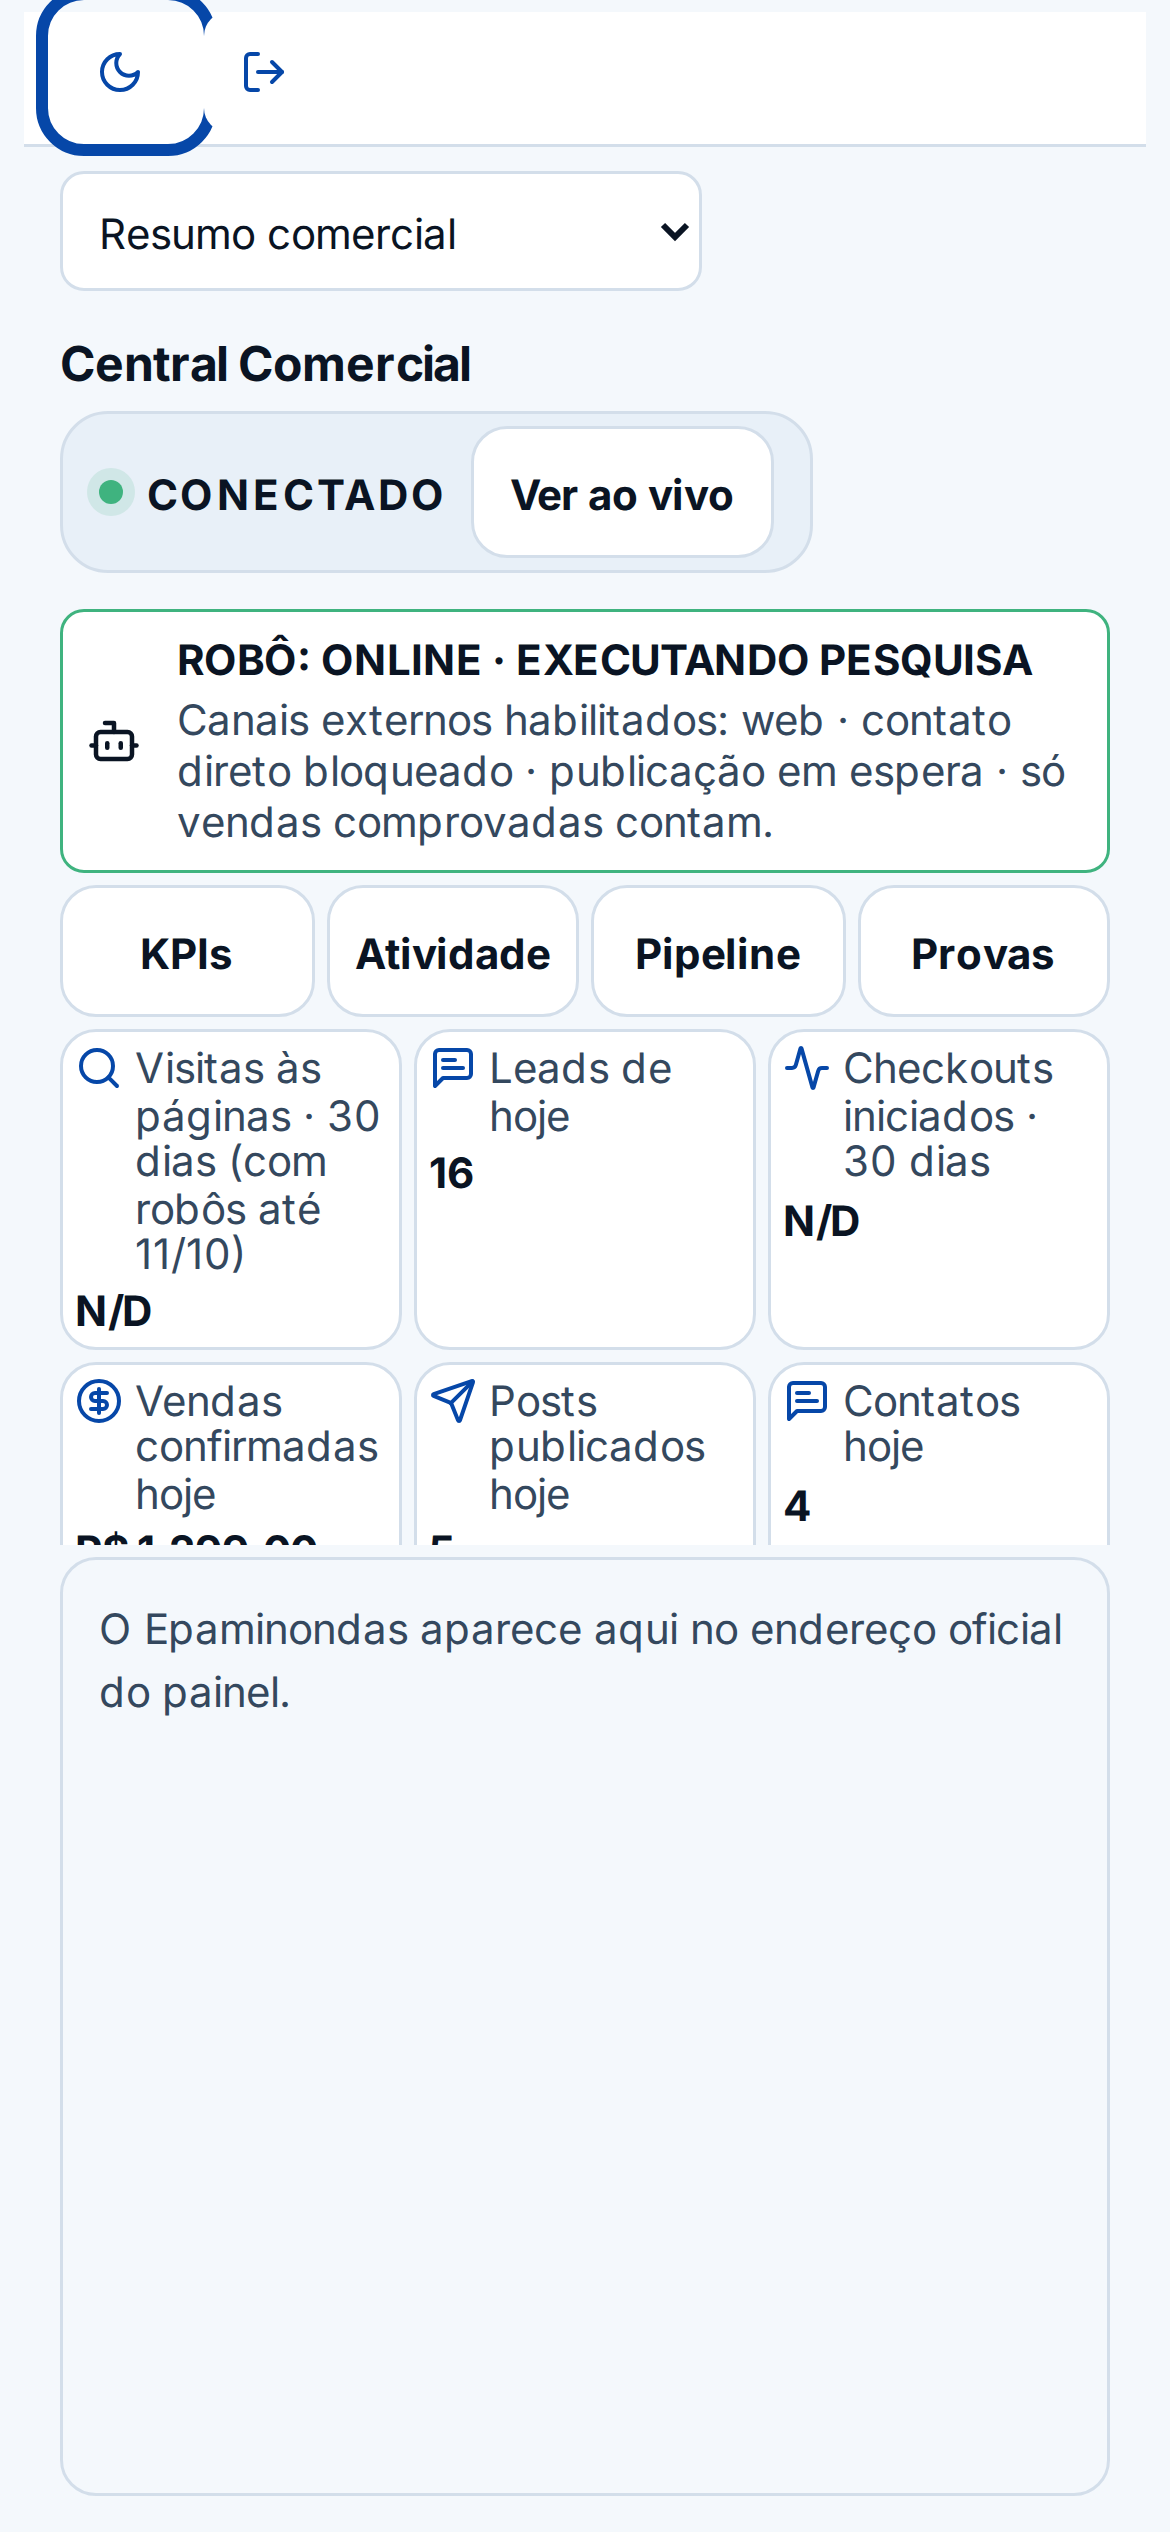 Resumo comercial
Central Comercial
CONECTADO
Ver ao vivo
ROBÔ: ONLINE · EXECUTANDO PESQUISA
Canais externos habilitados: web · contato
direto bloqueado · publicação em espera · só
vendas comprovadas contam.
KPIs
Atividade
Pipeline
Provas
Visitas às
páginas · 30
dias (com
robôs até
11/10)
N/D
Leads de
hoje
16
Checkouts
iniciados ·
30 dias
N/D
Vendas
confirmadas
hoje
Posts
publicados
hoje
Contatos
hoje
4
O Epaminondas aparece aqui no endereço oficial
do painel.